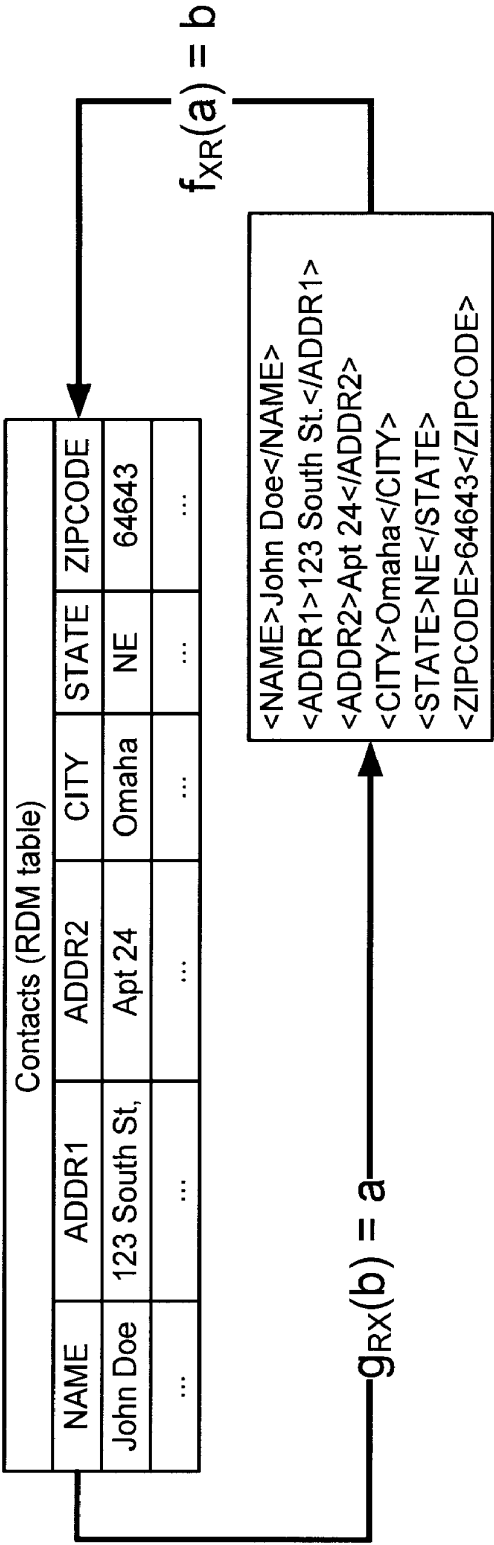 Contacts (RDM table)
NAME ADDR1 ADDR2 CITY STATE ZIPCODE
John Doe 123 South St, Apt 24 Omaha NE 64643
... ... ... ... ... ...
fXR(a) = b
gRX(b) = a
<NAME>John Doe</NAME>
<ADDR1>123 South St.</ADDR1>
<ADDR2>Apt 24</ADDR2>
<CITY>Omaha</CITY>
<STATE>NE</STATE>
<ZIPCODE>64643</ZIPCODE>